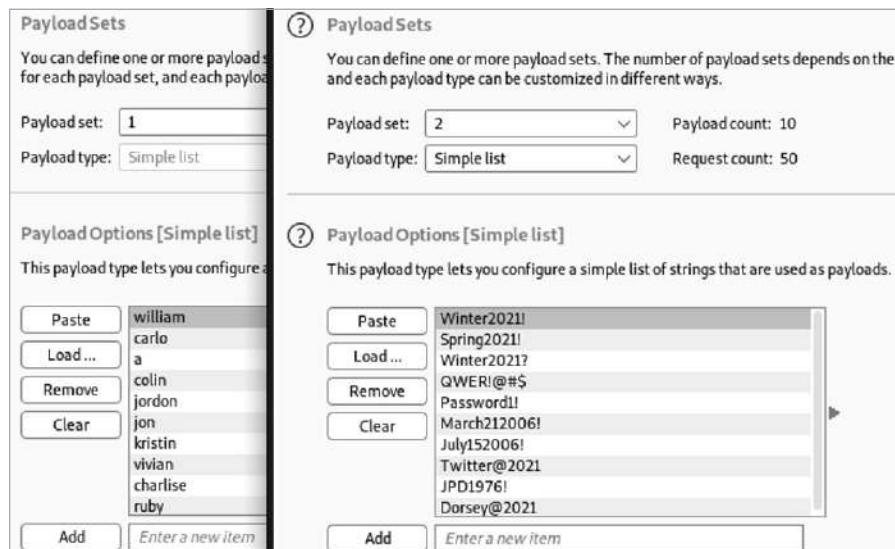 Payload Sets
You can define one or more payload s
for each payload set, and each payloa
Payload set: 1
Payload type: Simple list
Payload Options [Simple list]
This payload type lets you configure a
Paste
Load ...
Remove
Clear
william
carlo
a
colin
jordon
jon
kristin
vivian
charlise
ruby
Add Enter a new item
? Payload Sets
You can define one or more payload sets. The number of payload sets depends on the
and each payload type can be customized in different ways.
Payload set: 2 Payload count: 10
Payload type: Simple list Request count: 50
? Payload Options [Simple list]
This payload type lets you configure a simple list of strings that are used as payloads.
Paste
Load ...
Remove
Clear
Winter2021!
Spring2021!
Winter2021?
QWER!@#$
Password1!
March212006!
July152006!
Twitter@2021
JPD1976!
Dorsey@2021
Add Enter a new item